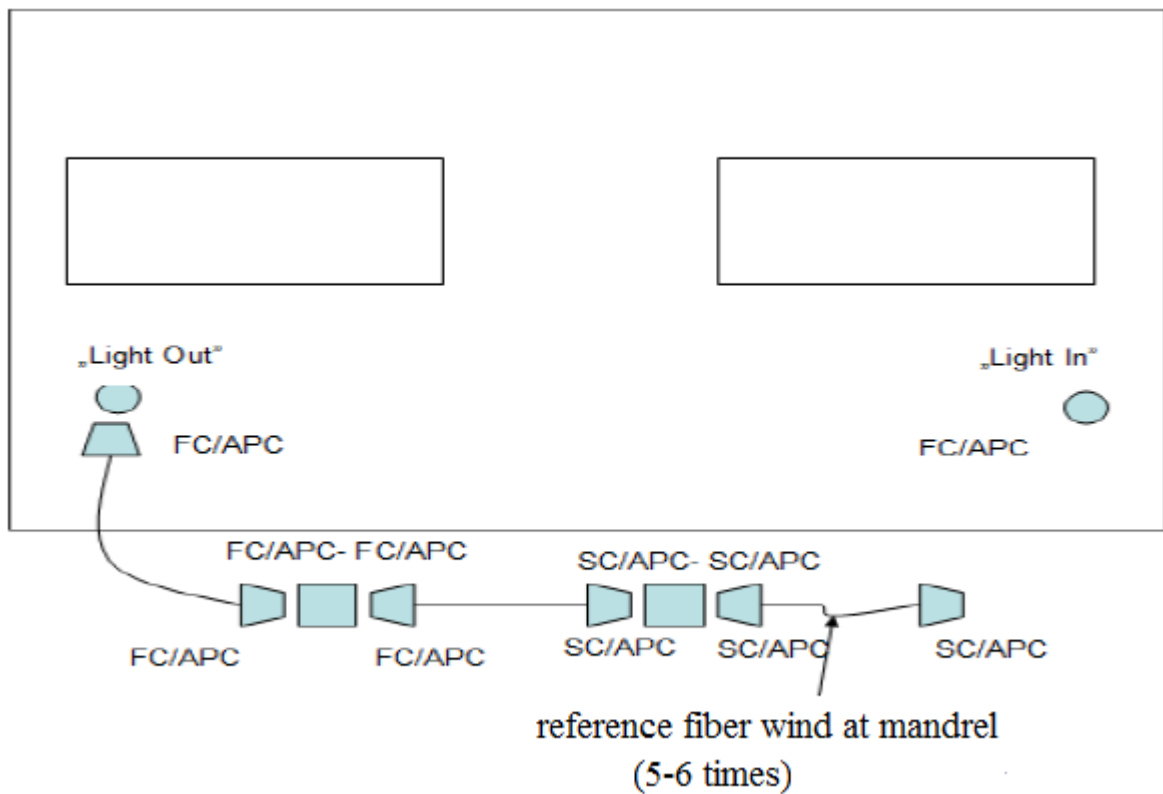 „Light Out”
„Light In”
FC/APC
FC/APC
FC/APC- FC/APC
SC/APC- SC/APC
FC/APC
FC/APC
SC/APC
SC/APC
SC/APC
reference fiber wind at mandrel
(5-6 times)